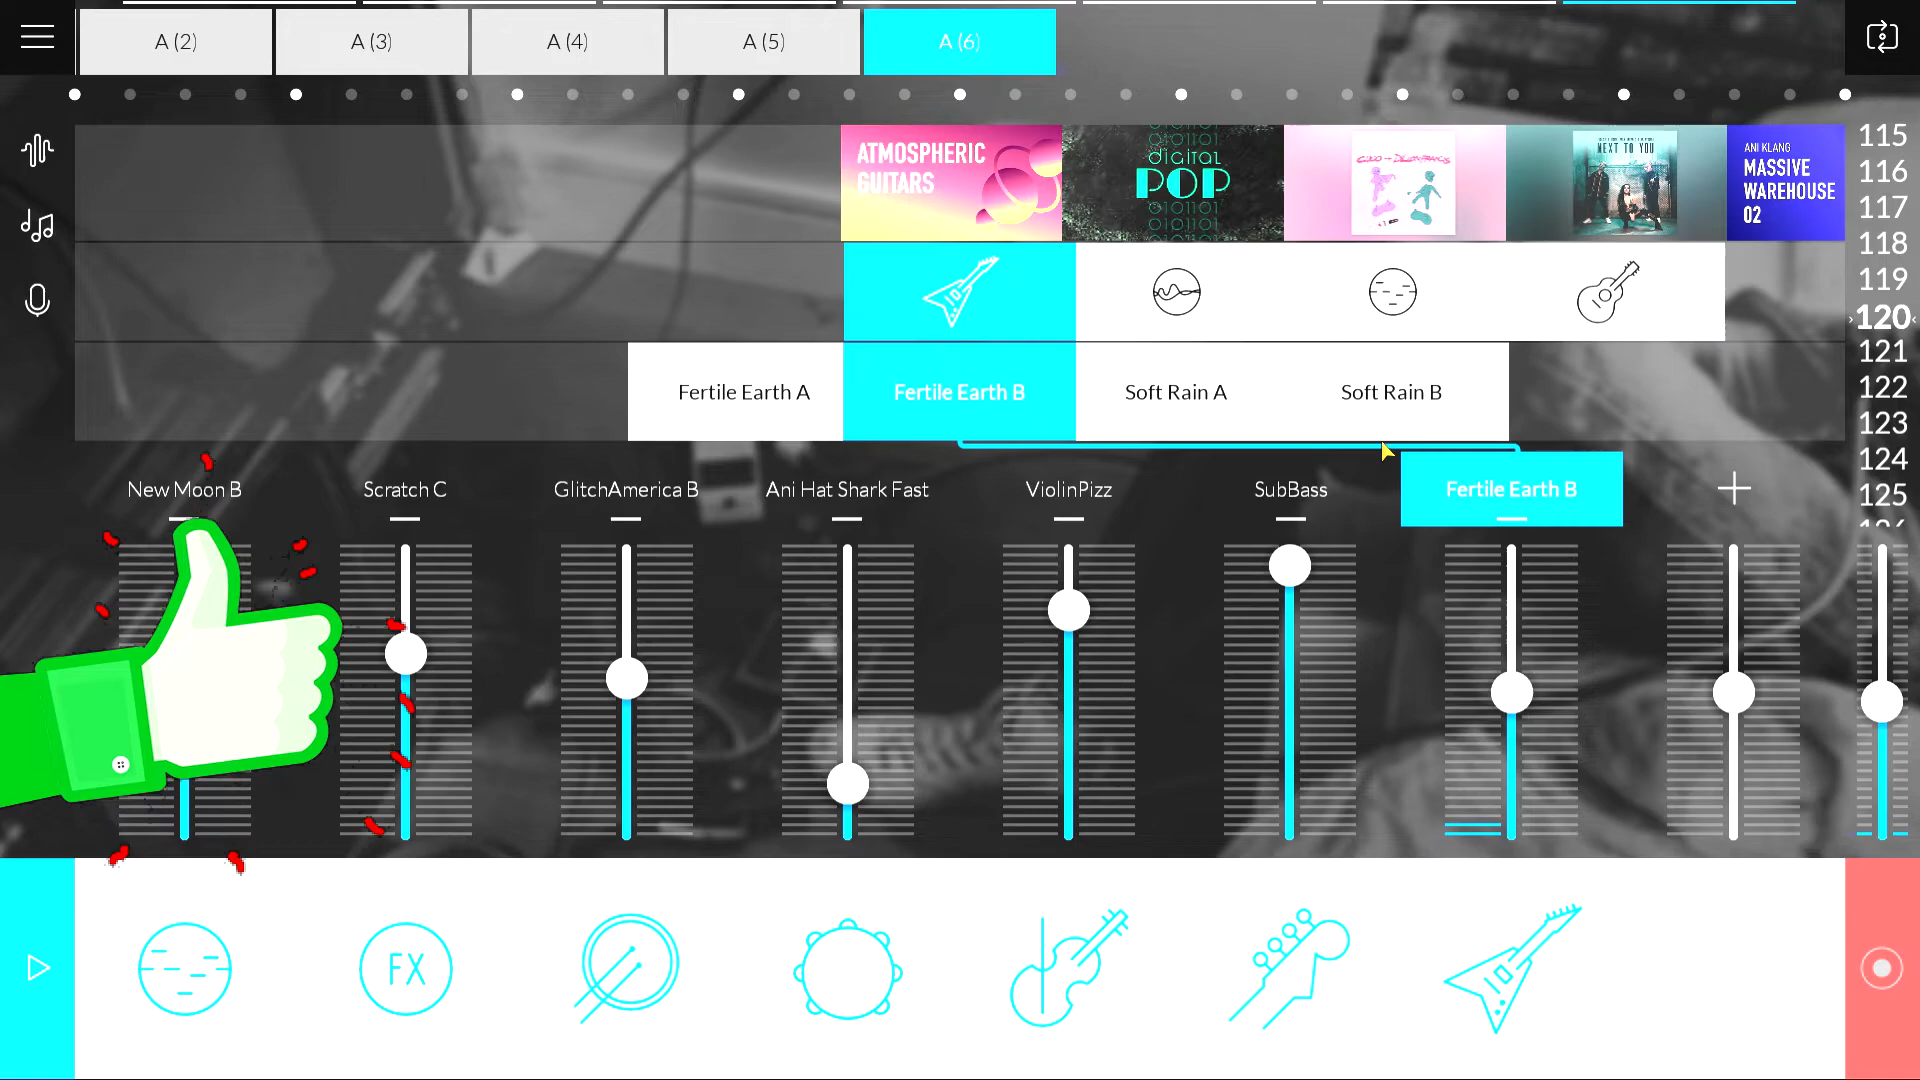 A (2)
A (3)
A (4)
A (5)
A (6)
ATMOSPHERIC
GUITARS
010110
digital
POP
0101101
NEXT TO YOU
ANI KLANG
MASSIVE
WAREHOUSE
02
115
116
117
118
119
120
121
122
123
124
125
Fertile Earth A
Fertile Earth B
Soft Rain A
Soft Rain B
New Moon B
Scratch C
GlitchAmerica B
Ani Hat Shark Fast
ViolinPizz
SubBass
Fertile Earth B
FX